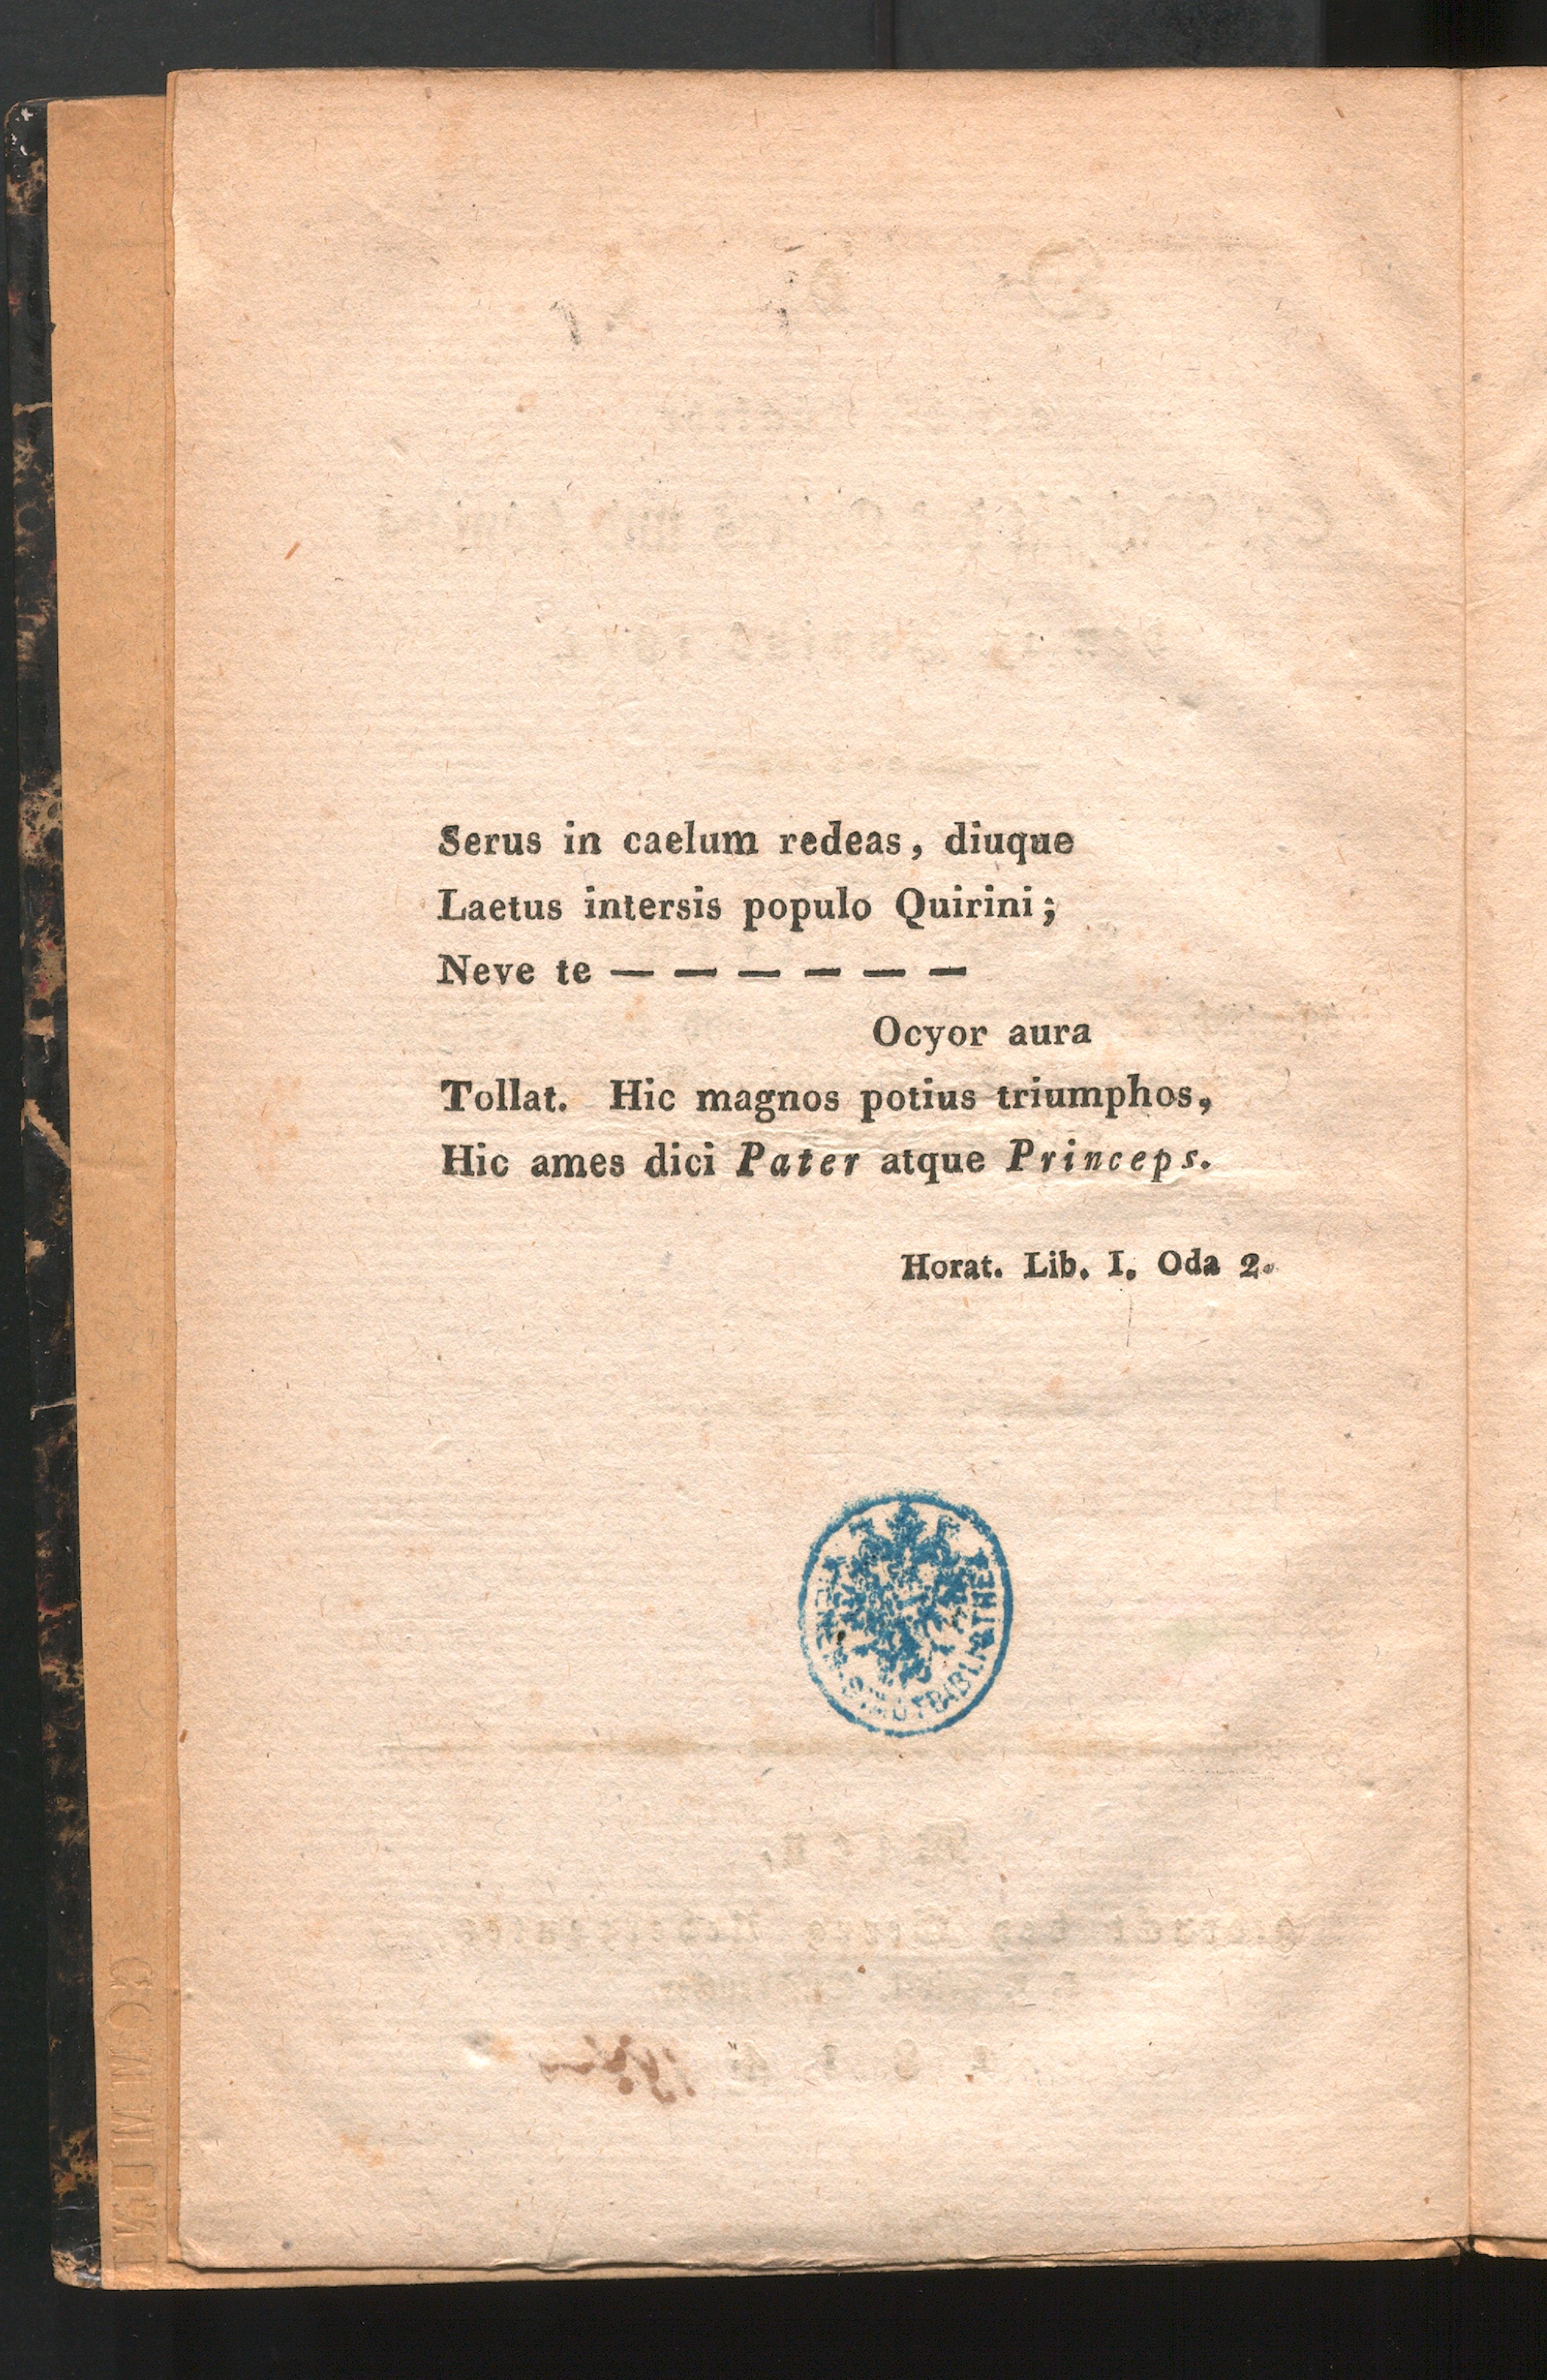 Serus in caelum redeas, diuque
Laetus intersis populo Quirini;
Neve te — — — — — —
Ocyor aura
Tollat. Hic magnos potius triumphos,
Hic ames dici Pater atque Princeps.
Horat. Lib. I. Oda 2.